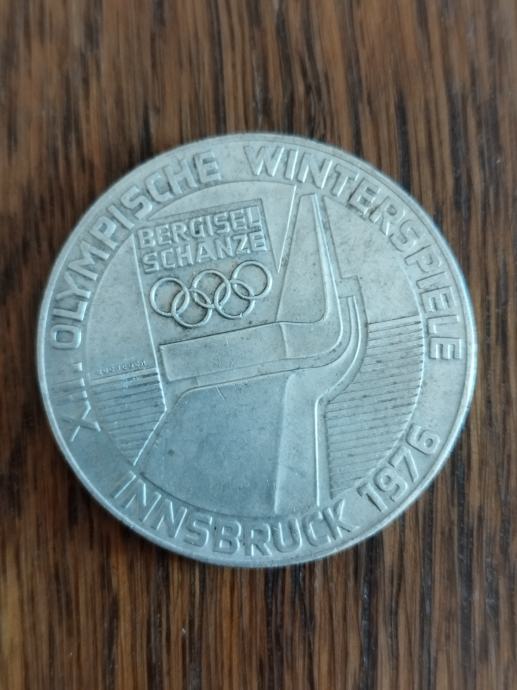 XII. OLYMPISCHE WINTERSPIELE
BERGISEL
SCHANZE
INNSBRUCK 1976